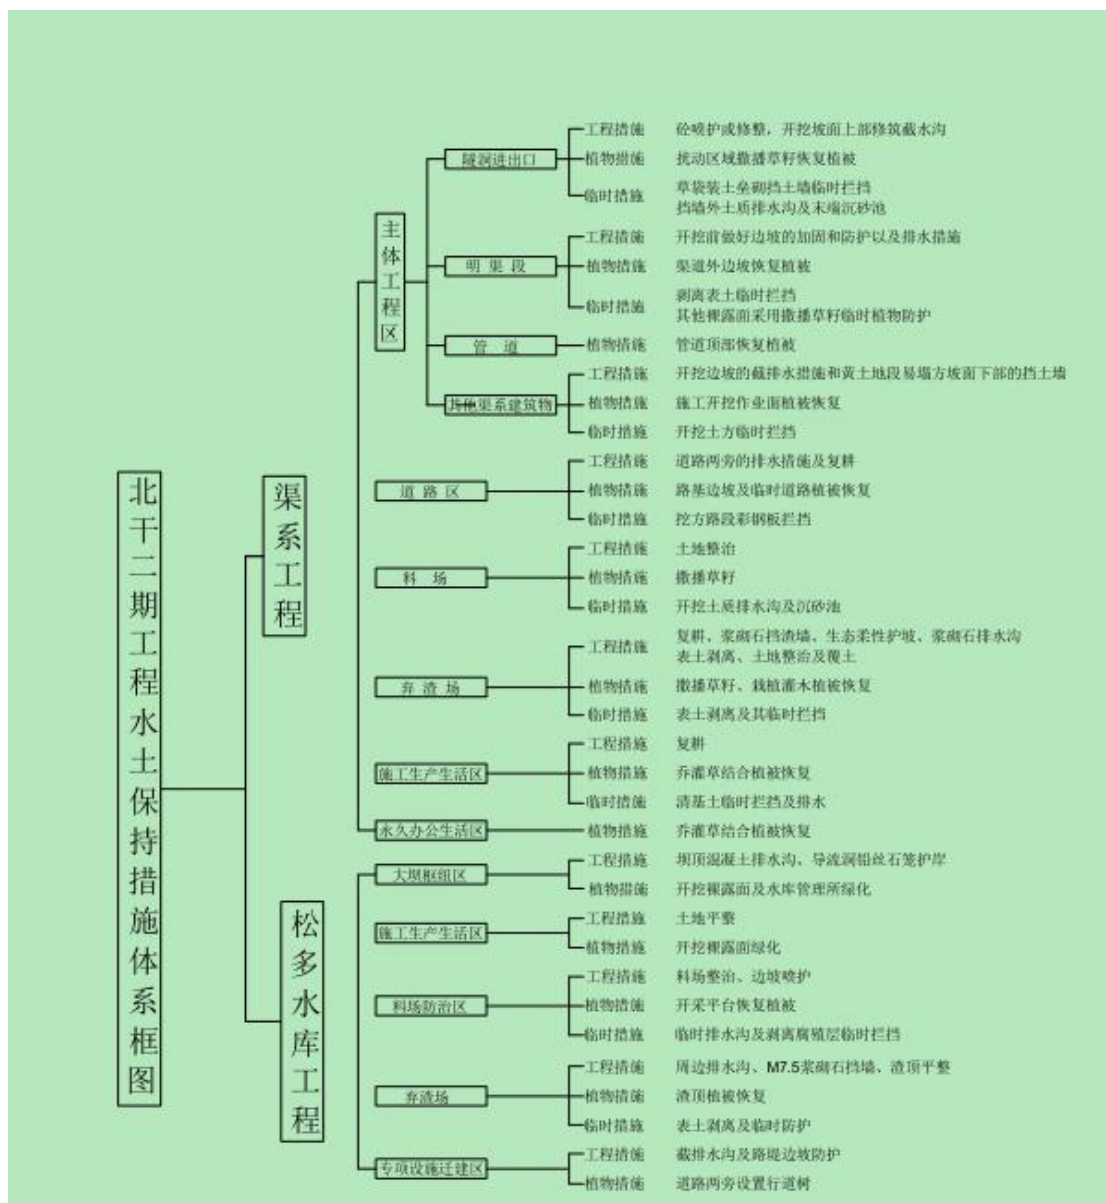 北干二期工程水土保持措施体系框图
渠系工程
主体工程区
隧洞进出口
工程措施 砼喷护或修整，开挖坡面上部修筑截水沟
植物措施 扰动区域撒播草籽恢复植被
临时措施 草袋装土垒砌挡土墙临时拦挡
挡墙外土质排水沟及末端沉砂池
明渠段
工程措施 开挖前做好边坡的加固和防护以及排水措施
植物措施 渠道外边坡恢复植被
临时措施 剥离表土临时拦挡
其他裸露面采用撒播草籽临时植物防护
管道
植物措施 管道顶部恢复植被
其他渠系建筑物
工程措施 开挖边坡的截排水措施和黄土地段易塌方坡面下部的挡土墙
植物措施 施工开挖作业面植被恢复
临时措施 开挖土方临时拦挡
道路区
工程措施 道路两旁的排水措施及复耕
植物措施 路基边坡及临时道路植被恢复
临时措施 挖方路段彩钢板拦挡
料场
工程措施 土地整治
植物措施 撒播草籽
临时措施 开挖土质排水沟及沉砂池
弃渣场
工程措施 复耕、浆砌石挡渣墙、生态柔性护坡、浆砌石排水沟
表土剥离、土地整治及覆土
植物措施 撒播草籽、栽植灌木植被恢复
临时措施 表土剥离及其临时拦挡
施工生产生活区
工程措施 复耕
植物措施 乔灌草结合植被恢复
临时措施 清基土临时拦挡及排水
永久办公生活区
植物措施 乔灌草结合植被恢复
松多水库工程
大坝枢纽区
工程措施 坝顶混凝土排水沟、导流洞铅丝石笼护岸
植物措施 开挖裸露面及水库管理所绿化
施工生产生活区
工程措施 土地平整
植物措施 开挖裸露面绿化
料场防治区
工程措施 料场整治、边坡喷护
植物措施 开采平台恢复植被
临时措施 临时排水沟及剥离腐殖层临时拦挡
弃渣场
工程措施 周边排水沟、M7.5浆砌石挡墙、渣顶平整
植物措施 渣顶植被恢复
临时措施 表土剥离及临时防护
专项设施迁建区
工程措施 截排水沟及路堤边坡防护
植物措施 道路两旁设置行道树